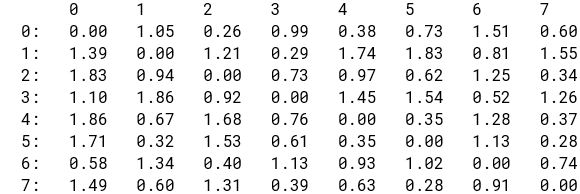 0 1 2 3 4 5 6 7
0: 0.00 1.05 0.26 0.99 0.38 0.73 1.51 0.60
1: 1.39 0.00 1.21 0.29 1.74 1.83 0.81 1.55
2: 1.83 0.94 0.00 0.73 0.97 0.62 1.25 0.34
3: 1.10 1.86 0.92 0.00 1.45 1.54 0.52 1.26
4: 1.86 0.67 1.68 0.76 0.00 0.35 1.28 0.37
5: 1.71 0.32 1.53 0.61 0.35 0.00 1.13 0.28
6: 0.58 1.34 0.40 1.13 0.93 1.02 0.00 0.74
7: 1.49 0.60 1.31 0.39 0.63 0.28 0.91 0.00